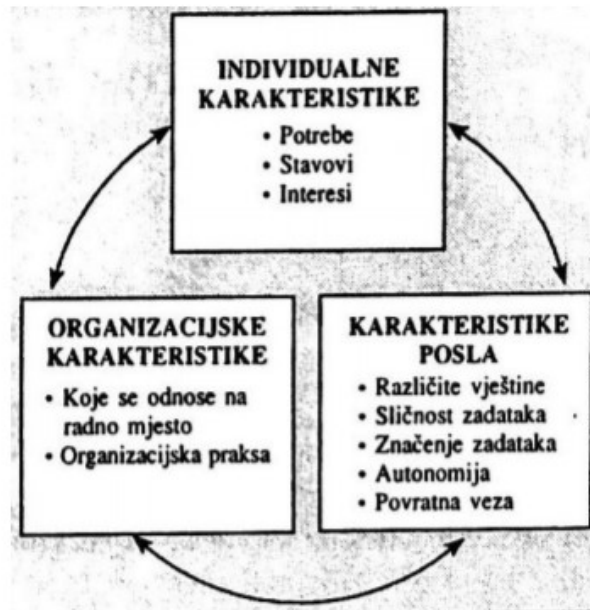 INDIVIDUALNE
KARAKTERISTIKE
• Potrebe
• Stavovi
• Interesi
ORGANIZACIJSKE
KARAKTERISTIKE
• Koje se odnose na
radno mjesto
• Organizacijska praksa
KARAKTERISTIKE
POSLA
• Različite vještine
• Sličnost zadataka
• Značenje zadataka
• Autonomija
• Povratna veza